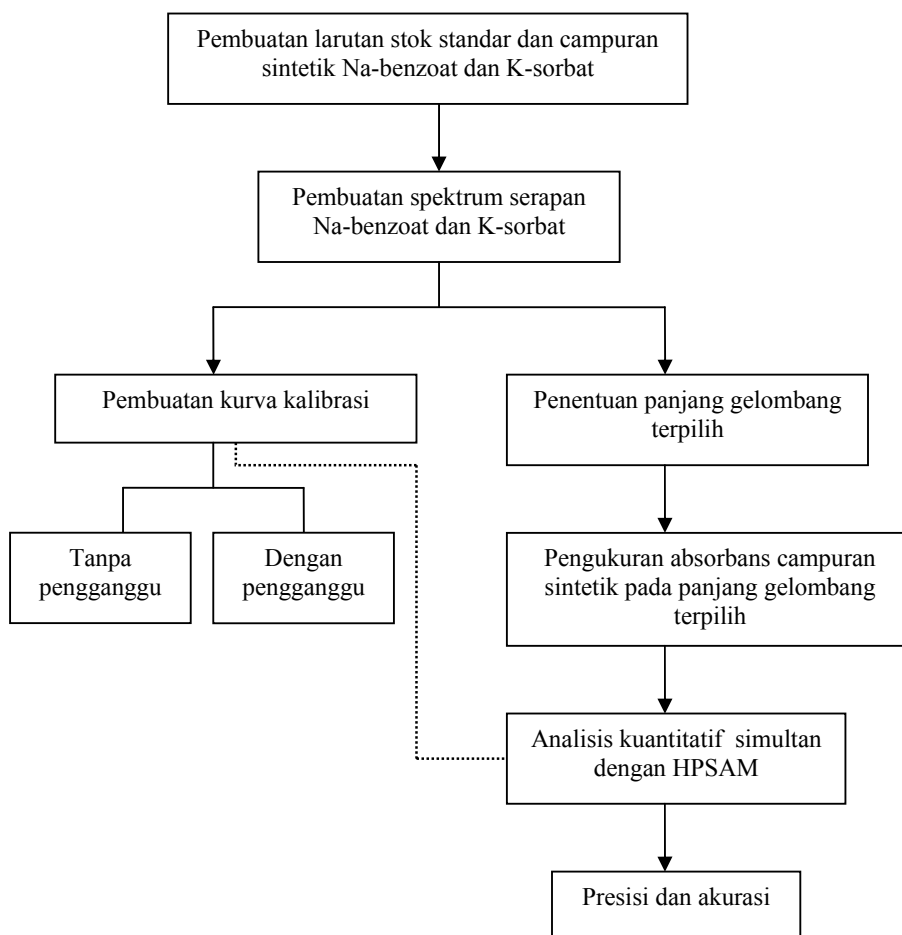 Pembuatan larutan stok standar dan campuran
sintetik Na-benzoat dan K-sorbat
Pembuatan spektrum serapan
Na-benzoat dan K-sorbat
Pembuatan kurva kalibrasi
Tanpa
pengganggu
Dengan
pengganggu
Penentuan panjang gelombang
terpilih
Pengukuran absorbans campuran
sintetik pada panjang gelombang
terpilih
Analisis kuantitatif simultan
dengan HPSAM
Presisi dan akurasi